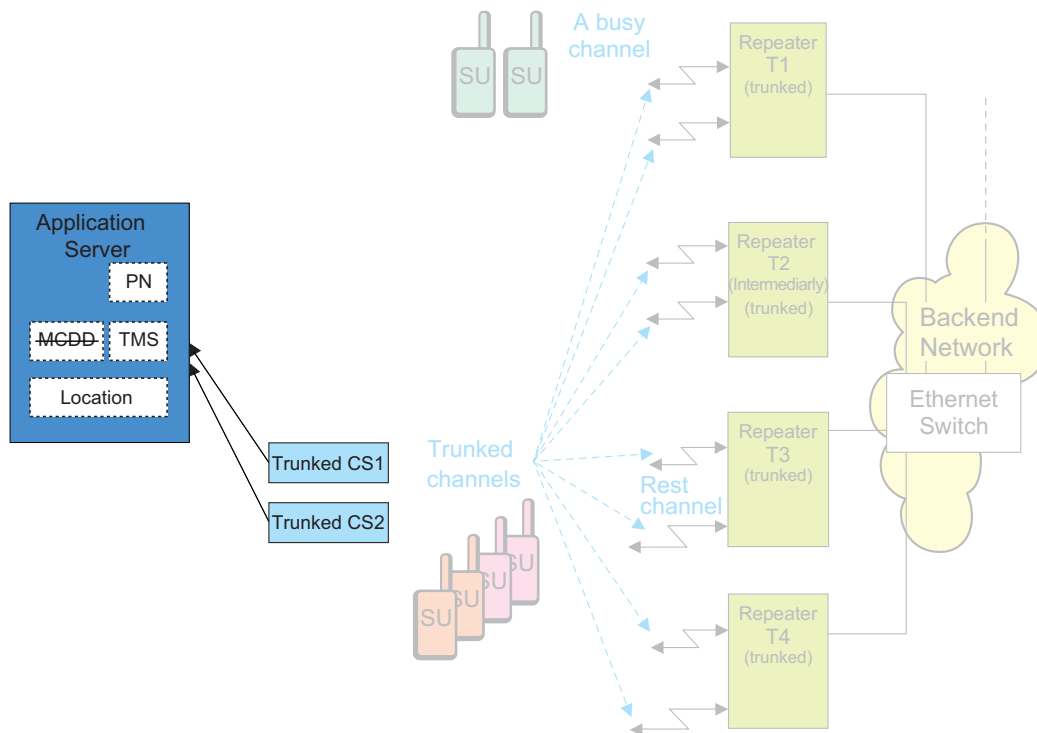 A busy
channel
SU
SU
Repeater
T1
(trunked)
Application
Server
PN
MCDD
TMS
Location
Repeater
T2
(Intermediarly)
(trunked)
Backend
Network
Ethernet
Switch
Trunked CS1
Trunked CS2
Trunked
channels
Rest
channel
Repeater
T3
(trunked)
SU
SU
SU
SU
Repeater
T4
(trunked)